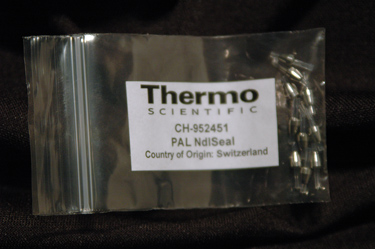 Thermo
SCIENTIFIC
CH-952451
PAL NdlSeal
Country of Origin: Switzerland